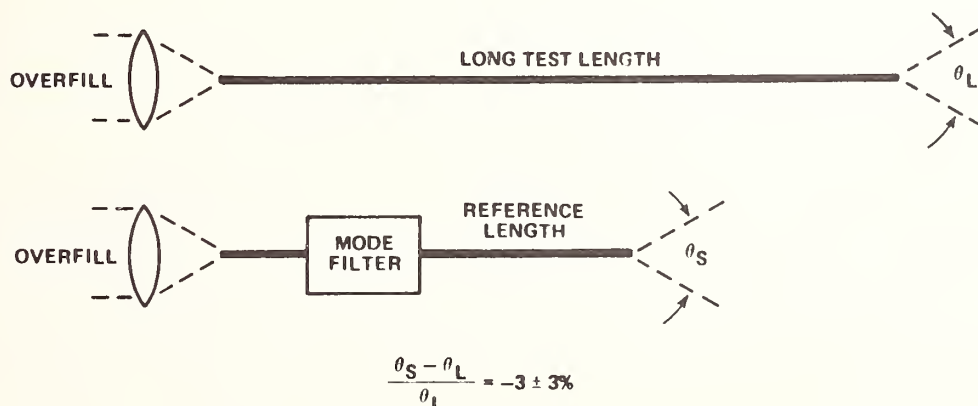 LONG TEST LENGTH
OVERFILL
θL
REFERENCE
LENGTH
OVERFILL
MODE
FILTER
θS
θS − θL
θL
= −3 ± 3%